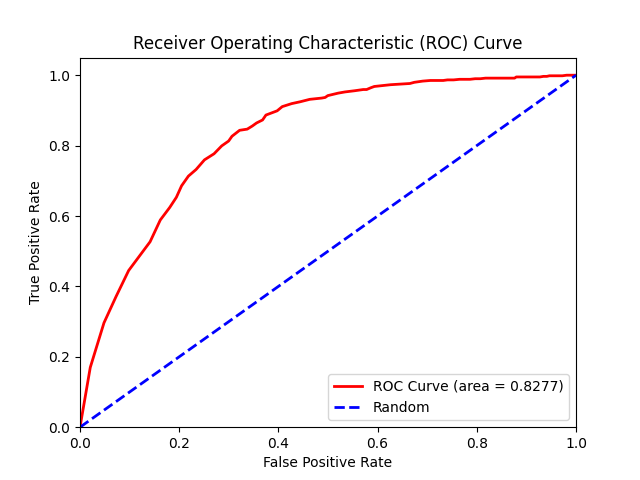 Receiver Operating Characteristic (ROC) Curve
True Positive Rate
1.0
0.8
0.6
0.4
0.2
0.0
ROC Curve (area = 0.8277)
Random
0.0 0.2 0.4 0.6 0.8 1.0
False Positive Rate